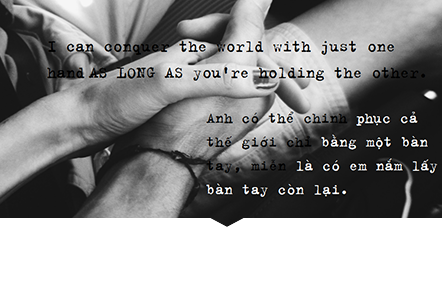 I can conquer the world with just one
hand AS LONG AS you're holding the other.
Anh có thể chinh phục cả
thế giới chỉ bằng một bàn
tay, miễn là có em nắm lấy
bàn tay còn lại.